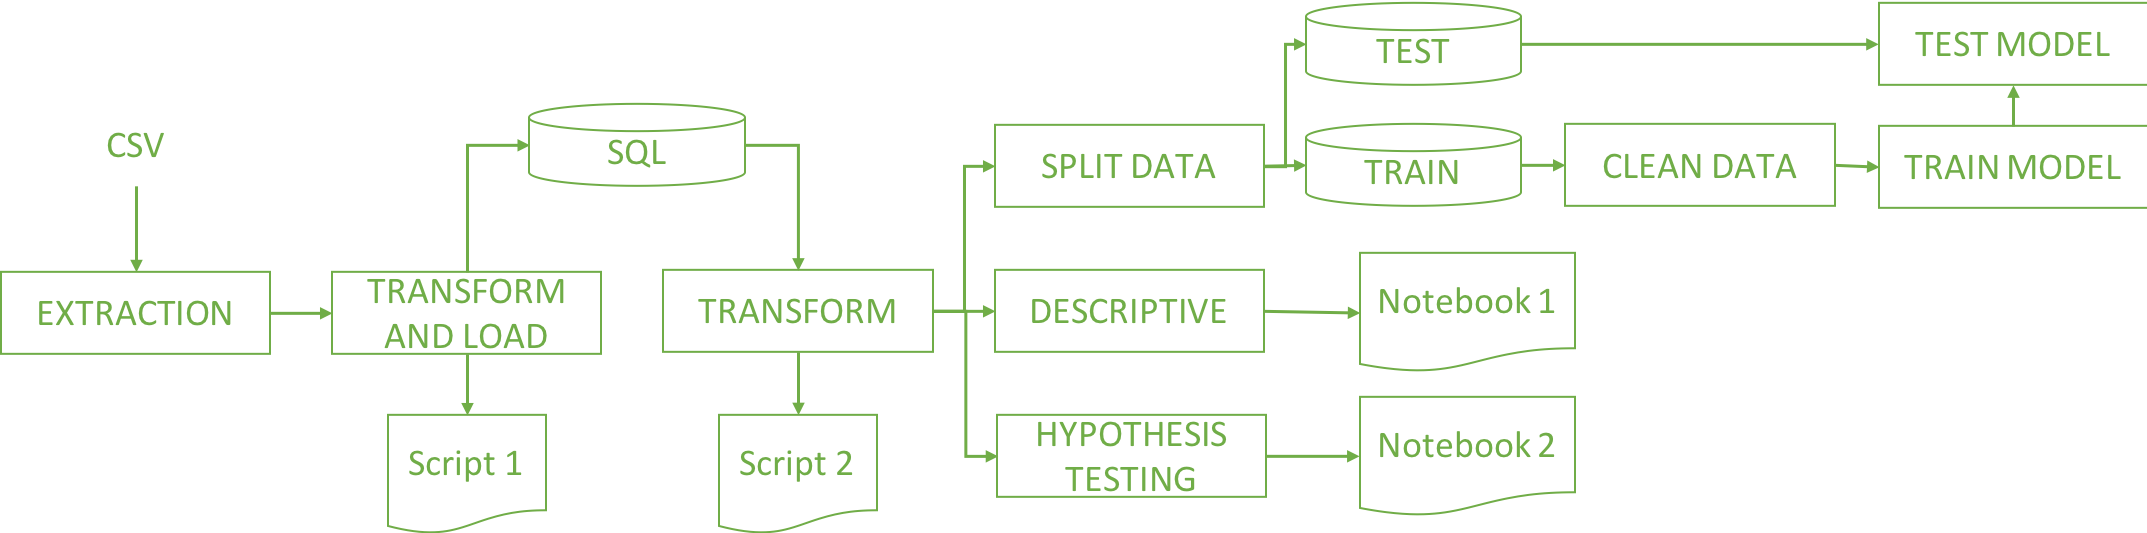 CSV
EXTRACTION
TRANSFORM
AND LOAD
Script 1
SQL
TRANSFORM
Script 2
SPLIT DATA
TEST
TRAIN
CLEAN DATA
TEST MODEL
TRAIN MODEL
DESCRIPTIVE
Notebook 1
HYPOTHESIS
TESTING
Notebook 2